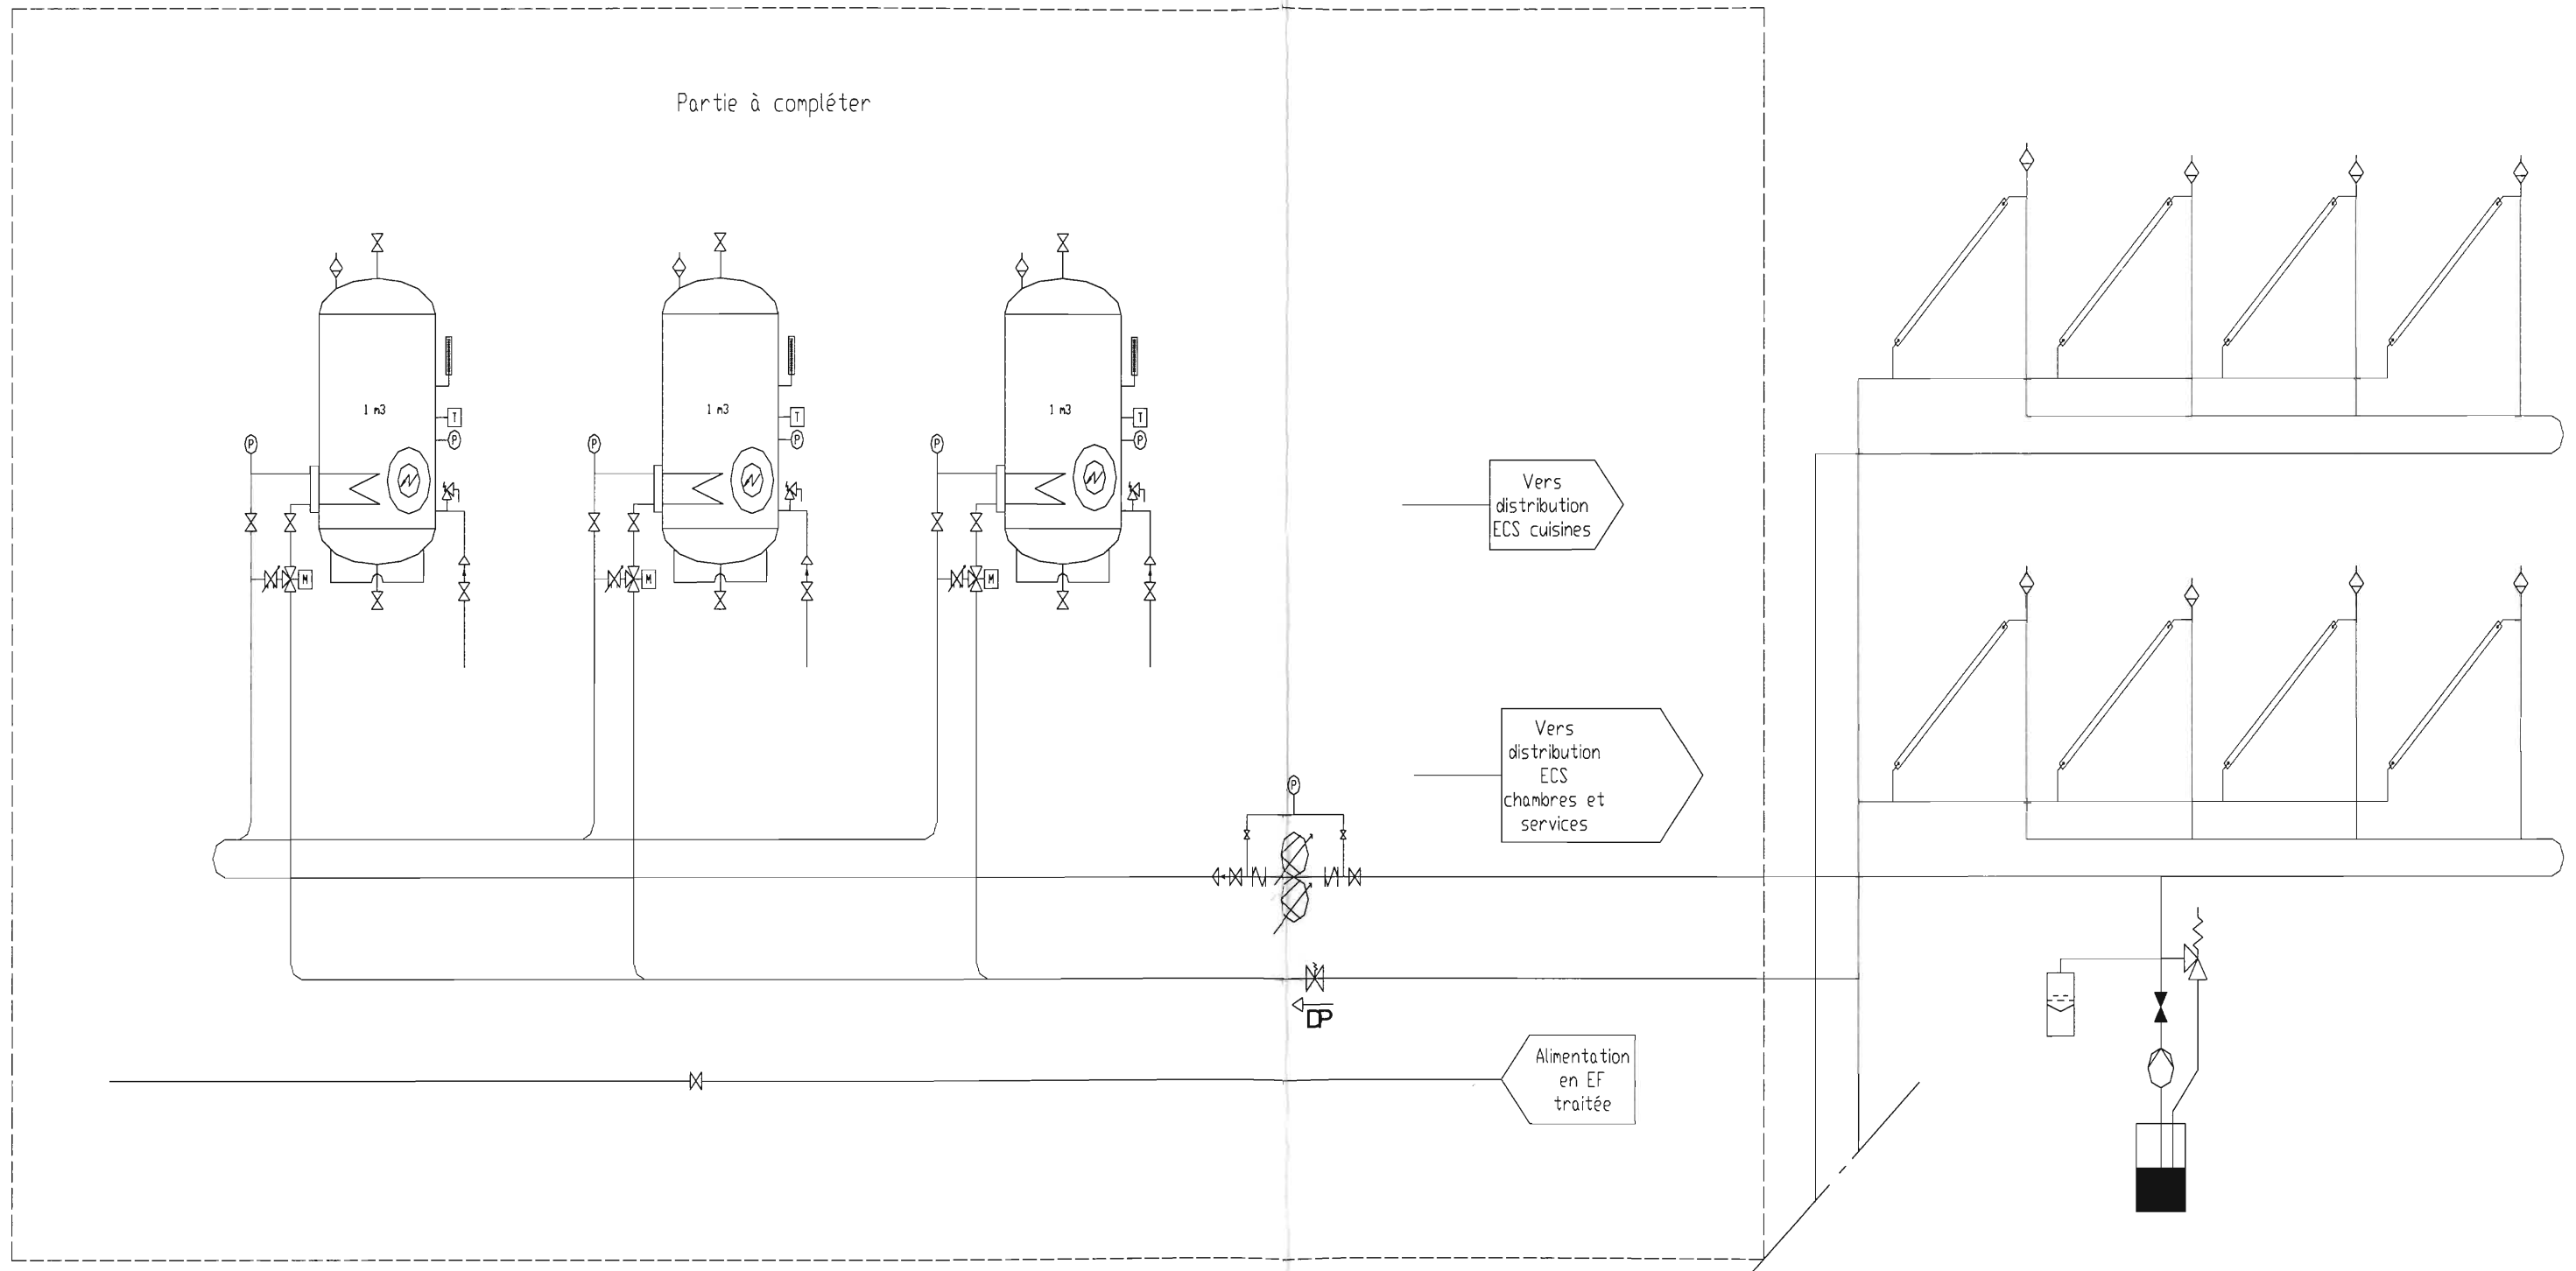 Partie à compléter
1 m3
1 m3
1 m3
T
T
T
P
P
P
P
P
P
M
M
M
Vers
distribution
ECS cuisines
Vers
distribution
ECS
chambres et
services
P
DP
Alimentation
en EF
traitée